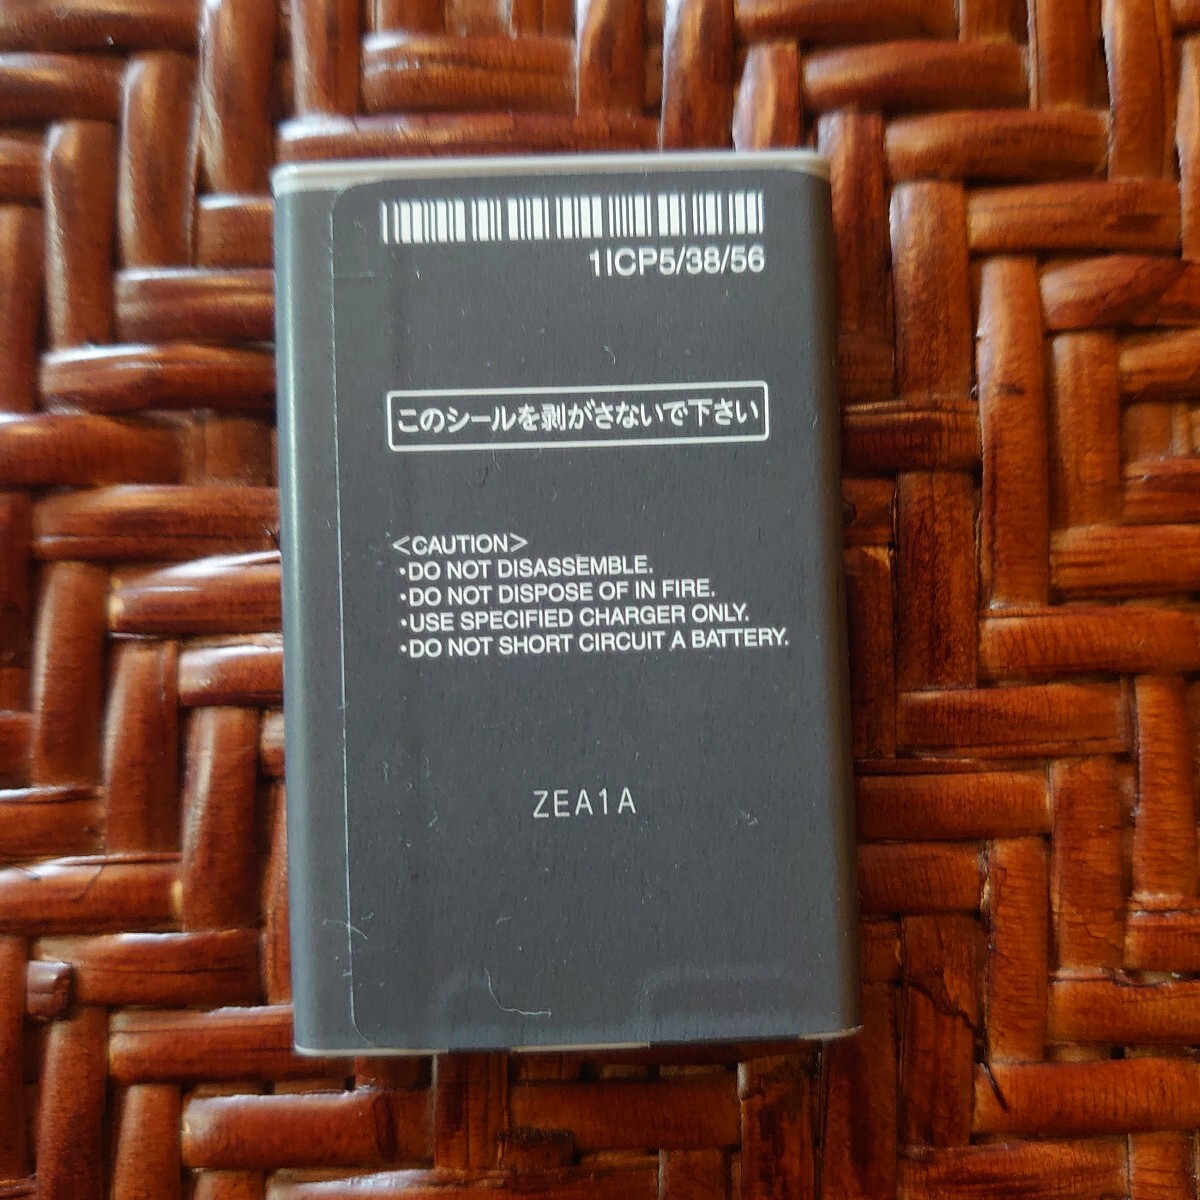 1ICP5/38/56
このシールを剥がさないで下さい
<CAUTION>
・DO NOT DISASSEMBLE.
・DO NOT DISPOSE OF IN FIRE.
・USE SPECIFIED CHARGER ONLY.
・DO NOT SHORT CIRCUIT A BATTERY.
ZEA1A